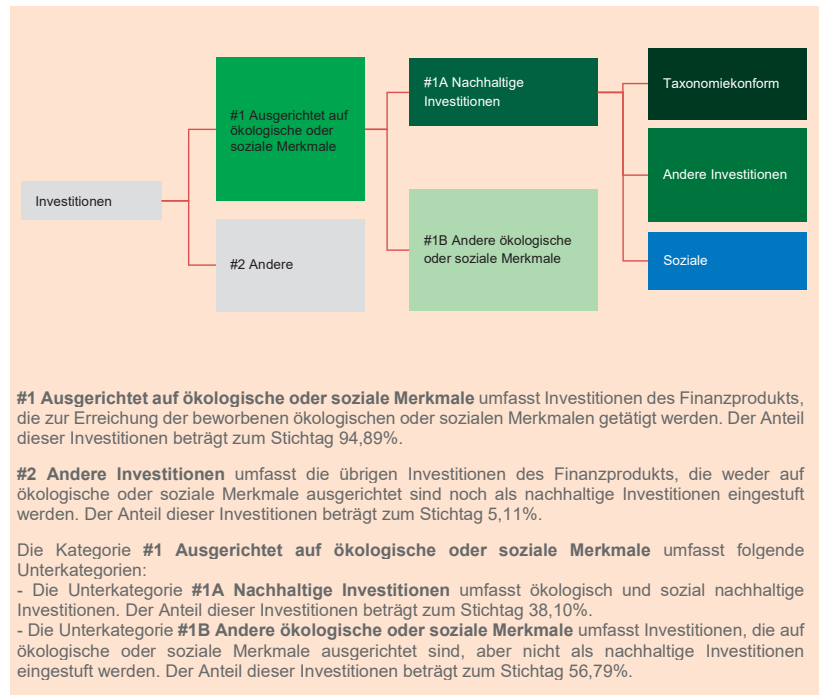 Investitionen
#1 Ausgerichtet auf
ökologische oder
soziale Merkmale
#2 Andere
#1A Nachhaltige
Investitionen
#1B Andere ökologische
oder soziale Merkmale
Taxonomiekonform
Andere Investitionen
Soziale
#1 Ausgerichtet auf ökologische oder soziale Merkmale umfasst Investitionen des Finanzprodukts,
die zur Erreichung der beworbenen ökologischen oder sozialen Merkmalen getätigt werden. Der Anteil
dieser Investitionen beträgt zum Stichtag 94,89%.
#2 Andere Investitionen umfasst die übrigen Investitionen des Finanzprodukts, die weder auf
ökologische oder soziale Merkmale ausgerichtet sind noch als nachhaltige Investitionen eingestuft
werden. Der Anteil dieser Investitionen beträgt zum Stichtag 5,11%.
Die Kategorie #1 Ausgerichtet auf ökologische oder soziale Merkmale umfasst folgende
Unterkategorien:
- Die Unterkategorie #1A Nachhaltige Investitionen umfasst ökologisch und sozial nachhaltige
Investitionen. Der Anteil dieser Investitionen beträgt zum Stichtag 38,10%.
- Die Unterkategorie #1B Andere ökologische oder soziale Merkmale umfasst Investitionen, die auf
ökologische oder soziale Merkmale ausgerichtet sind, aber nicht als nachhaltige Investitionen
eingestuft werden. Der Anteil dieser Investitionen beträgt zum Stichtag 56,79%.